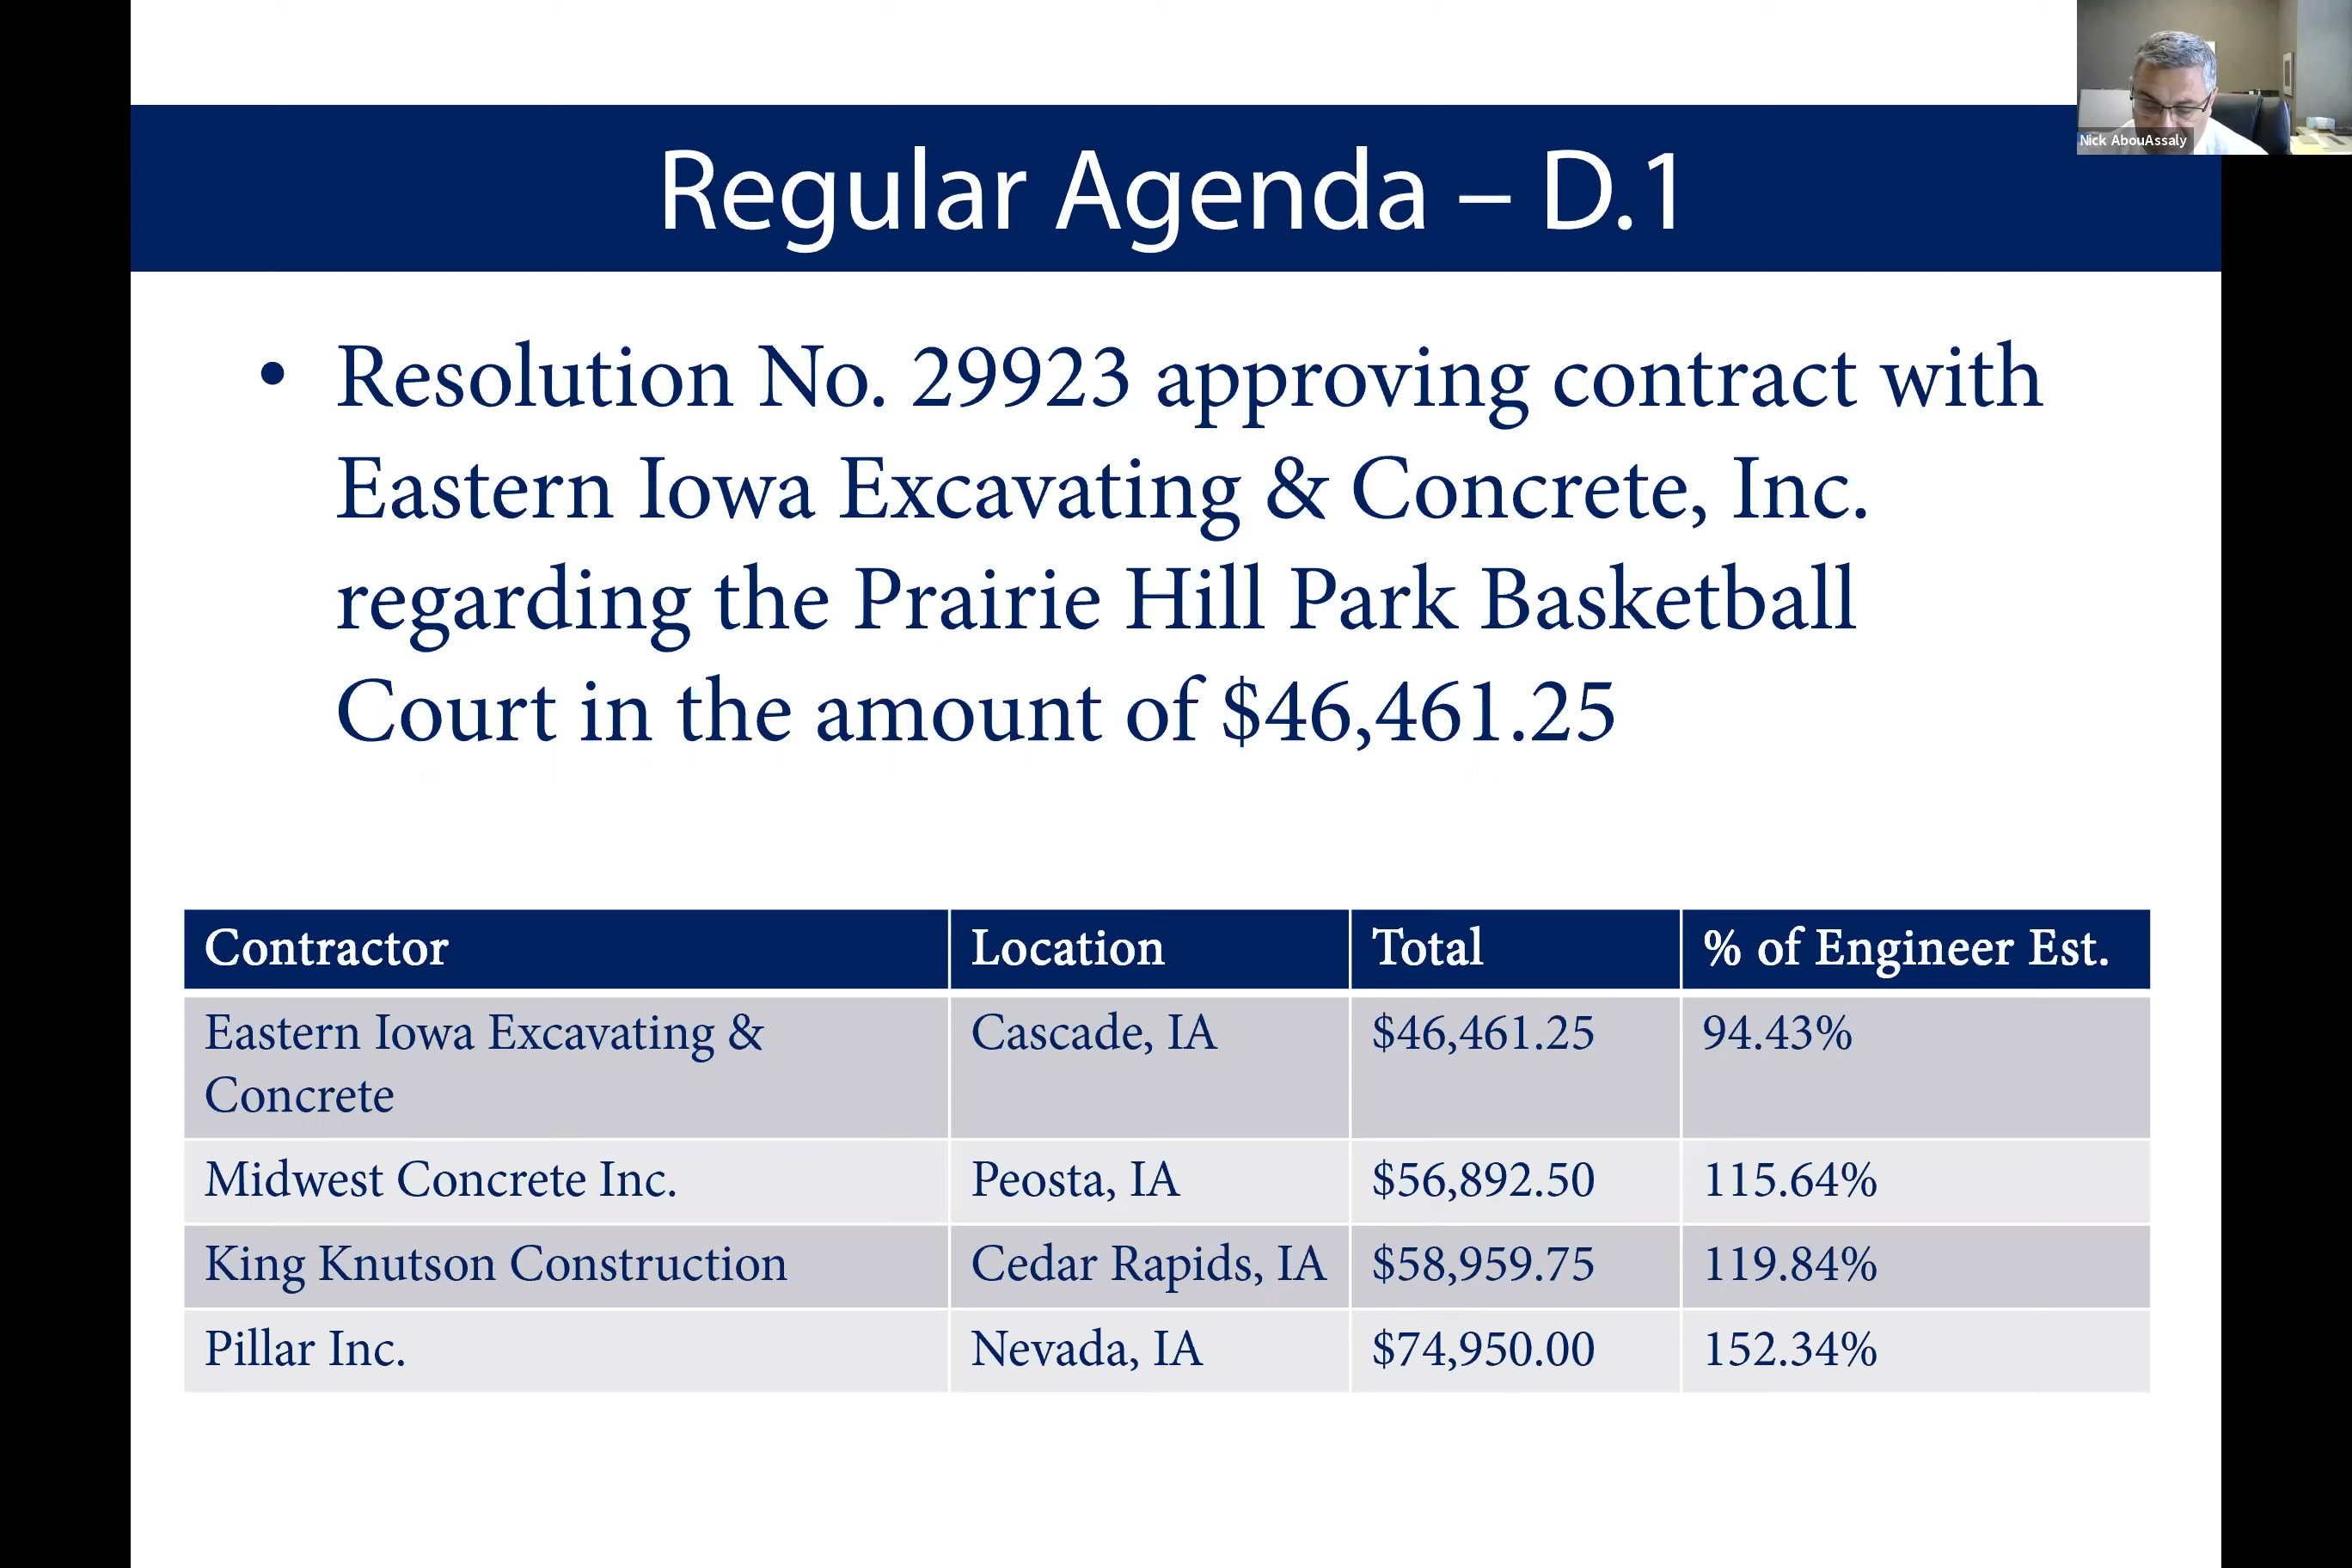 Nick AbouAssaly
Regular Agenda – D.1
• Resolution No. 29923 approving contract with
Eastern Iowa Excavating & Concrete, Inc.
regarding the Prairie Hill Park Basketball
Court in the amount of $46,461.25
Contractor Location Total % of Engineer Est.
Eastern Iowa Excavating & Cascade, IA $46,461.25 94.43%
Concrete
Midwest Concrete Inc. Peosta, IA $56,892.50 115.64%
King Knutson Construction Cedar Rapids, IA $58,959.75 119.84%
Pillar Inc. Nevada, IA $74,950.00 152.34%